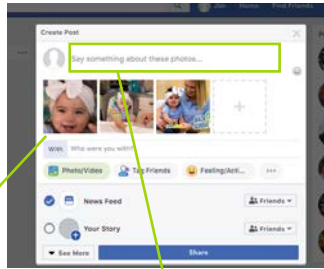 Jan Home Find Friends
Create Post
Say something about these photos...
With Who were you with?
Photo/Video Tag Friends Feeling/Acti...
News Feed Friends
Your Story Friends
See More Share